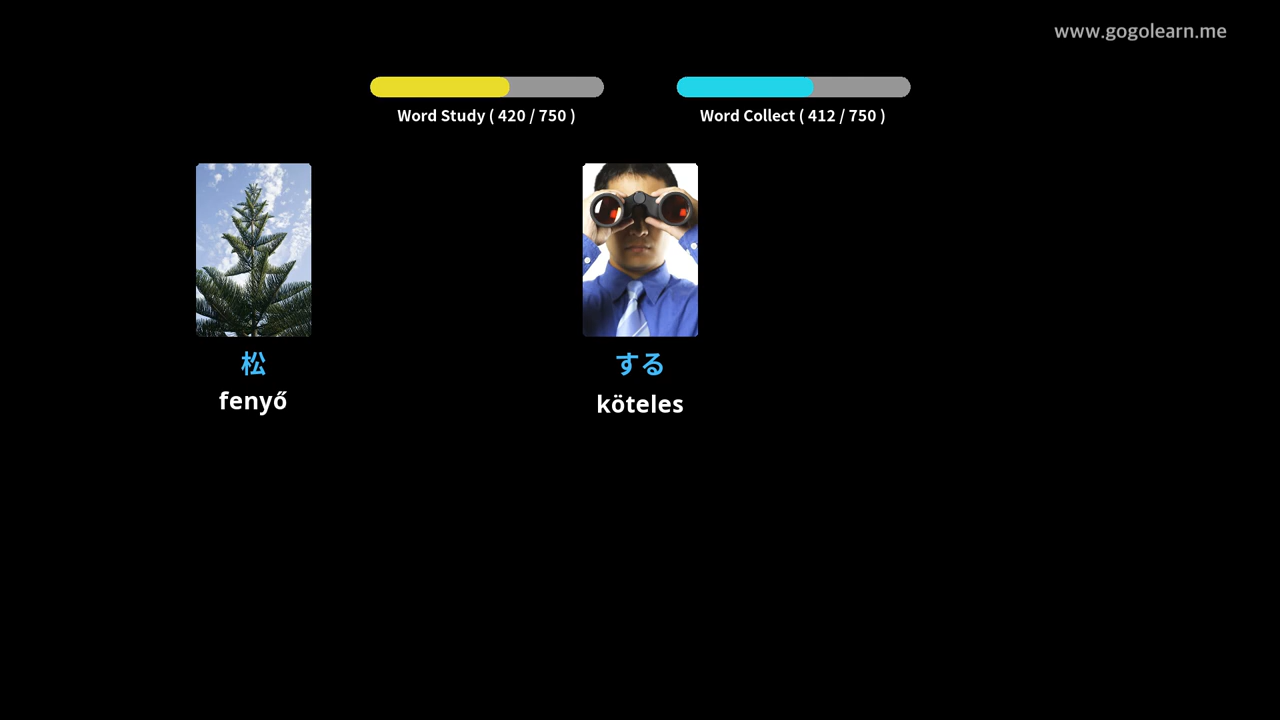 www.gogolearn.me
Word Study ( 420 / 750 )
Word Collect ( 412 / 750 )
松
fenyő
する
köteles